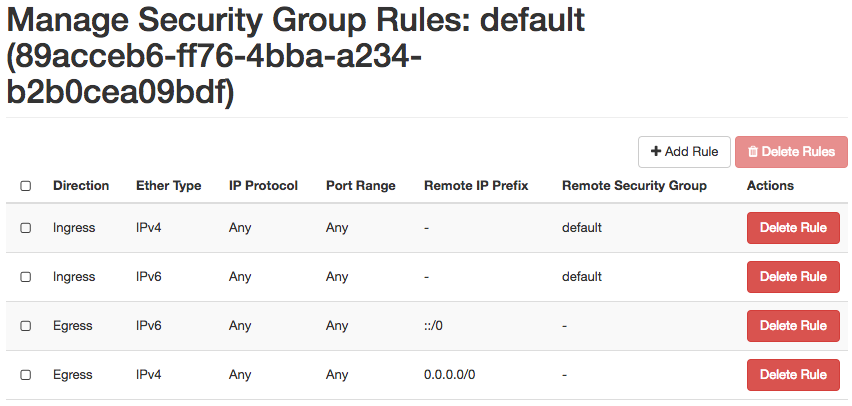 Manage Security Group Rules: default
(89acceb6-ff76-4bba-a234-
b2b0cea09bdf)
Add Rule Delete Rules
Direction Ether Type IP Protocol Port Range Remote IP Prefix Remote Security Group Actions
Ingress IPv4 Any Any - default Delete Rule
Ingress IPv6 Any Any - default Delete Rule
Egress IPv6 Any Any ::/0 - Delete Rule
Egress IPv4 Any Any 0.0.0.0/0 - Delete Rule